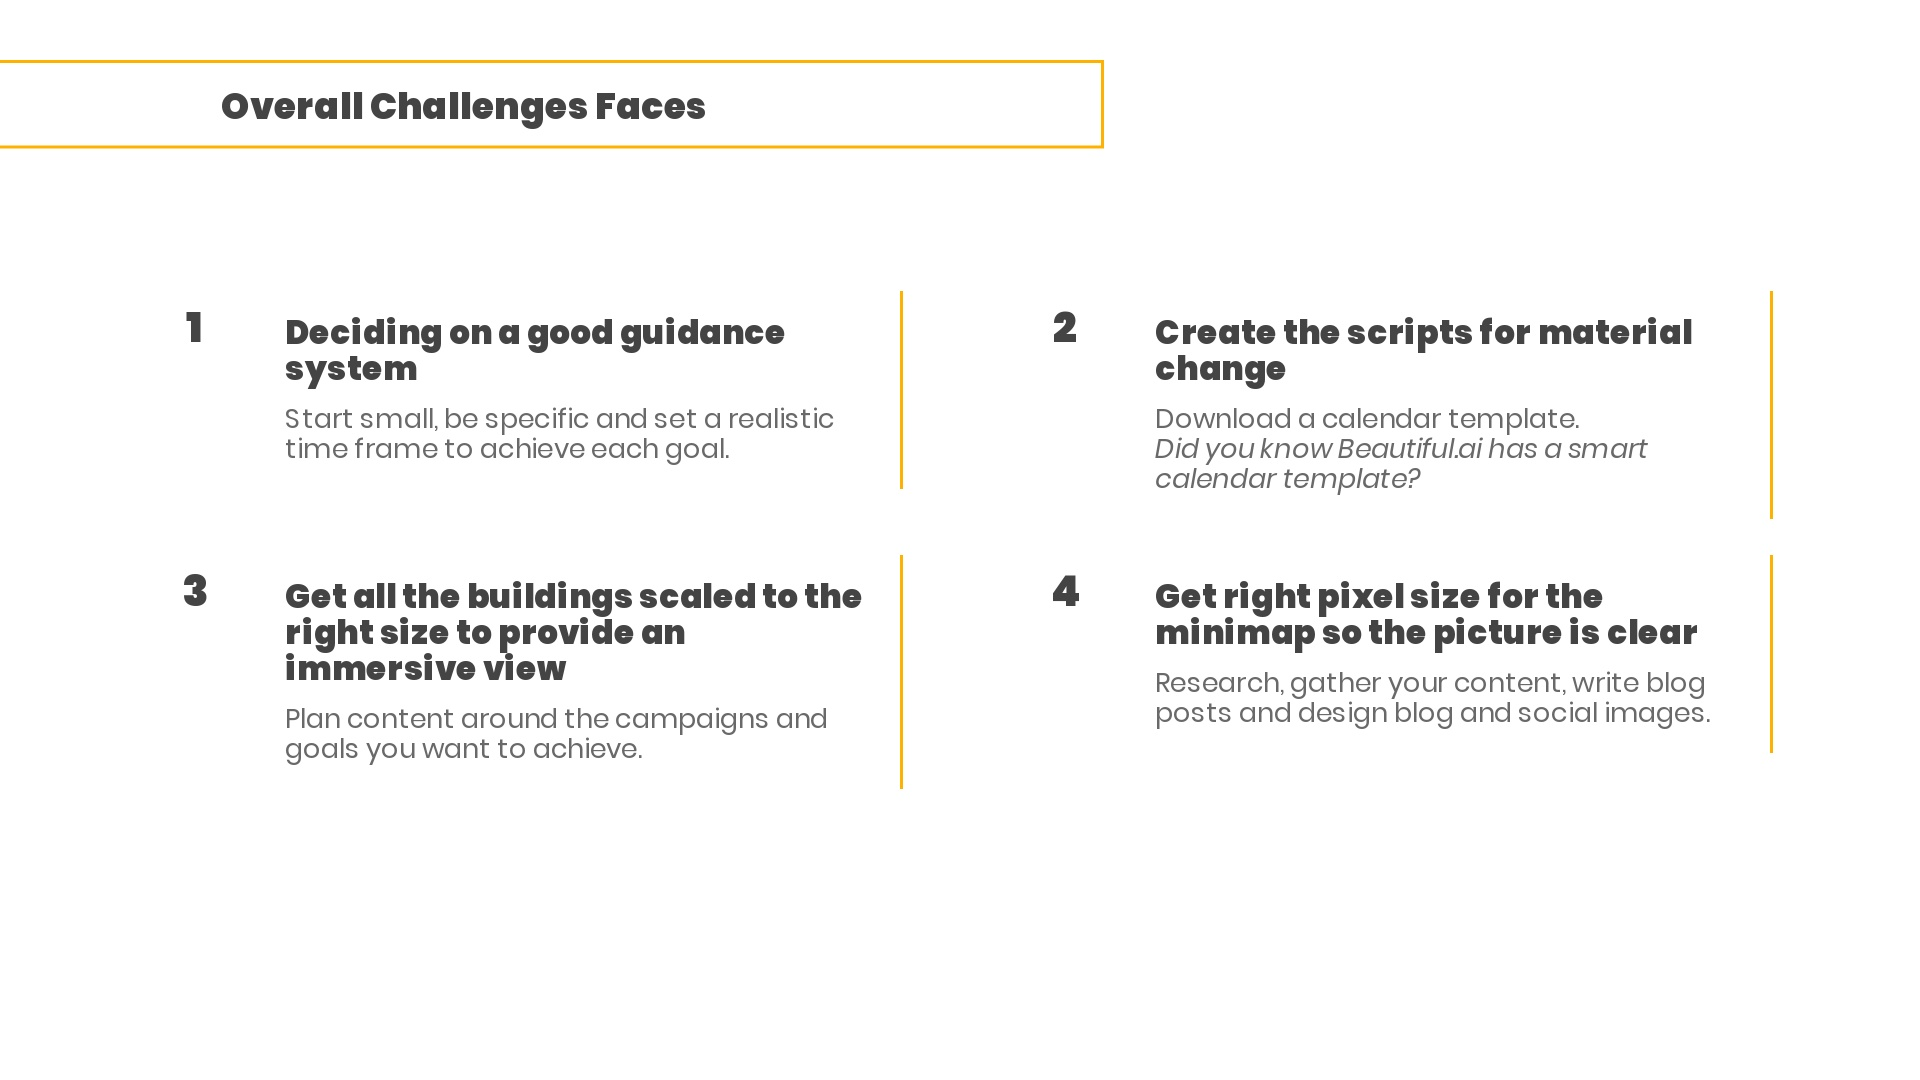 Overall Challenges Faces
1
Deciding on a good guidance
system
Start small, be specific and set a realistic
time frame to achieve each goal.
2
Create the scripts for material
change
Download a calendar template.
Did you know Beautiful.ai has a smart
calendar template?
3
Get all the buildings scaled to the
right size to provide an
immersive view
Plan content around the campaigns and
goals you want to achieve.
4
Get right pixel size for the
minimap so the picture is clear
Research, gather your content, write blog
posts and design blog and social images.